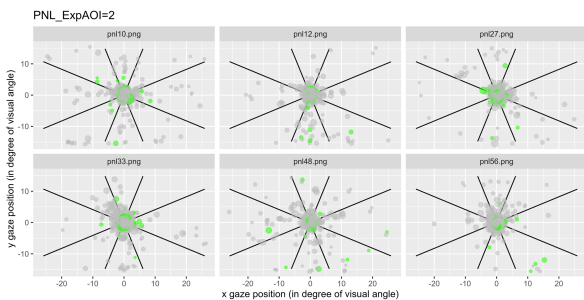 PNL_ExpAOI=2
pnl10.png pnl12.png pnl27.png
10
0
-10
pnl33.png pnl48.png pnl56.png
10
0
-10
-20 -10 0 10 20 -20 -10 0 10 20 -20 -10 0 10 20
x gaze position (in degree of visual angle)
y gaze position (in degree of visual angle)